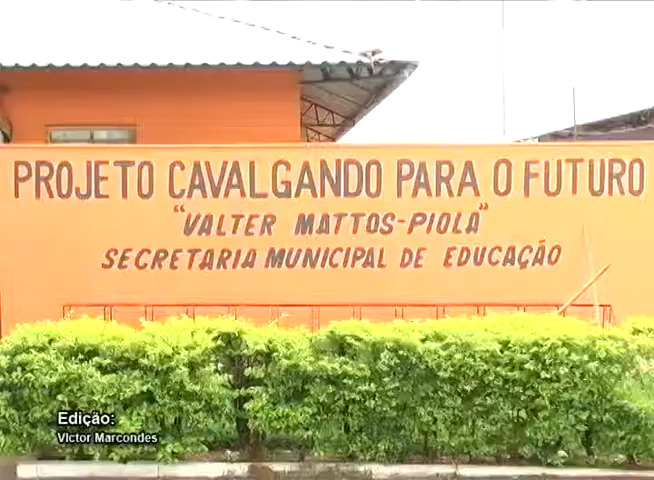 PROJETO CAVALGANDO PARA O FUTURO
"VALTER MATTOS-PIOLA"
SECRETARIA MUNICIPAL DE EDUCAÇÃO
Edição:
Victor Marcondes